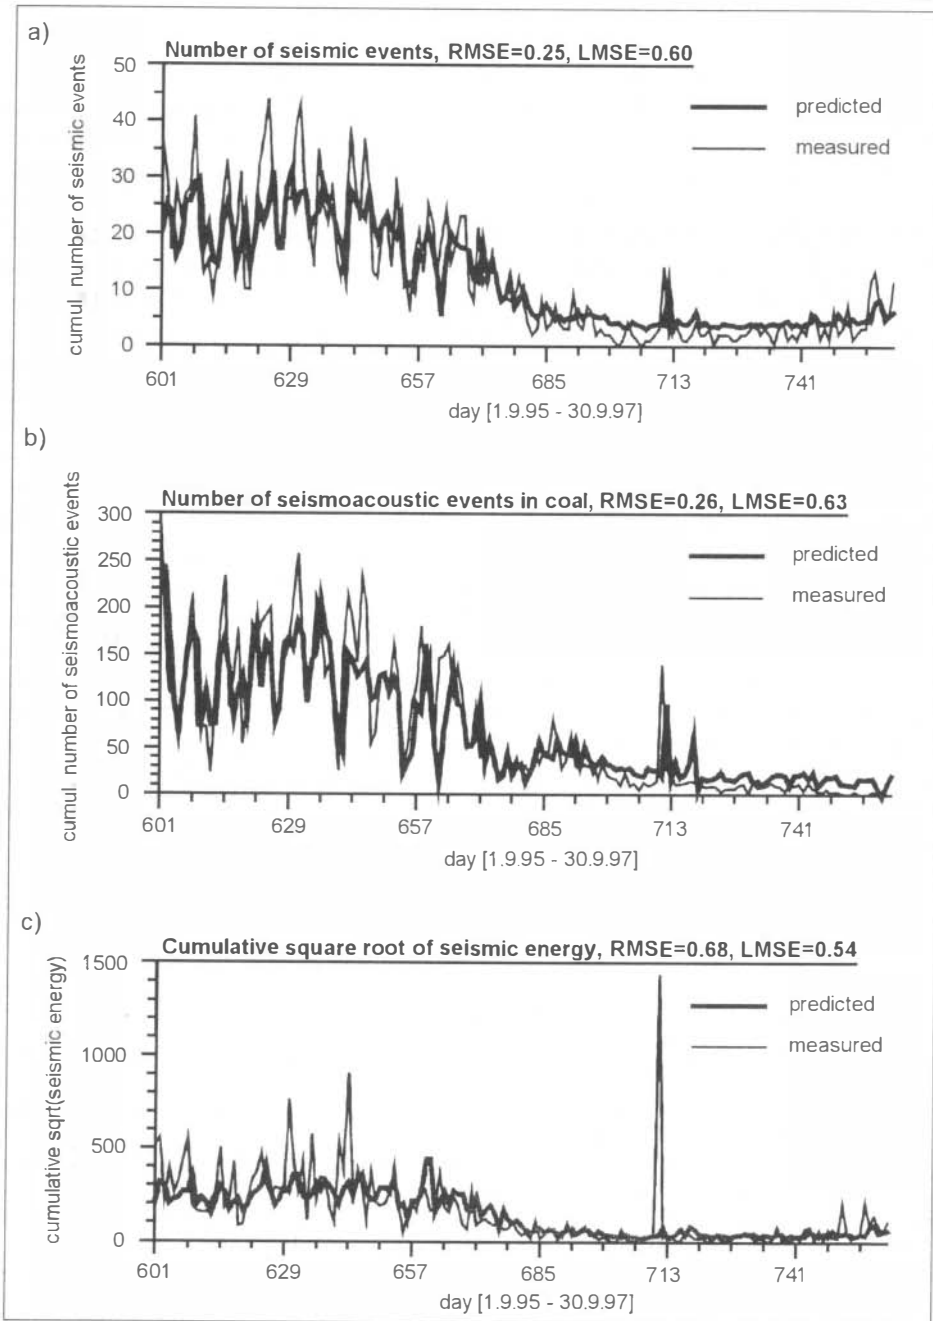 a)
Number of seismic events, RMSE=0.25, LMSE=0.60
cumul. number of seismic events
50
40
30
20
10
0
predicted
measured
601 629 657 685 713 741
day [1.9.95 - 30.9.97]
b)
Number of seismoacoustic events in coal, RMSE=0.26, LMSE=0.63
cumul. number of seismoacoustic events
300
250
200
150
100
50
0
predicted
measured
601 629 657 685 713 741
day [1.9.95 - 30.9.97]
c)
Cumulative square root of seismic energy, RMSE=0.68, LMSE=0.54
cumulative sqrt(seismic energy)
1500
1000
500
0
predicted
measured
601 629 657 685 713 741
day [1.9.95 - 30.9.97]